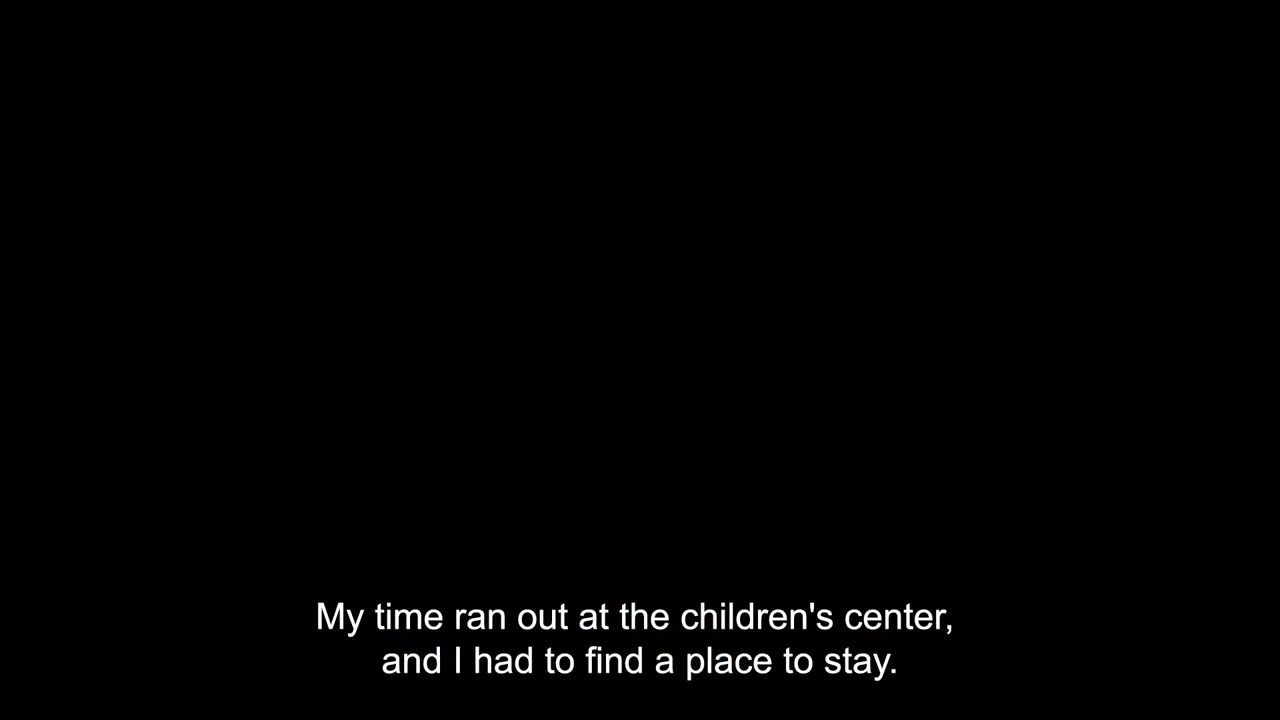 My time ran out at the children's center,
and I had to find a place to stay.